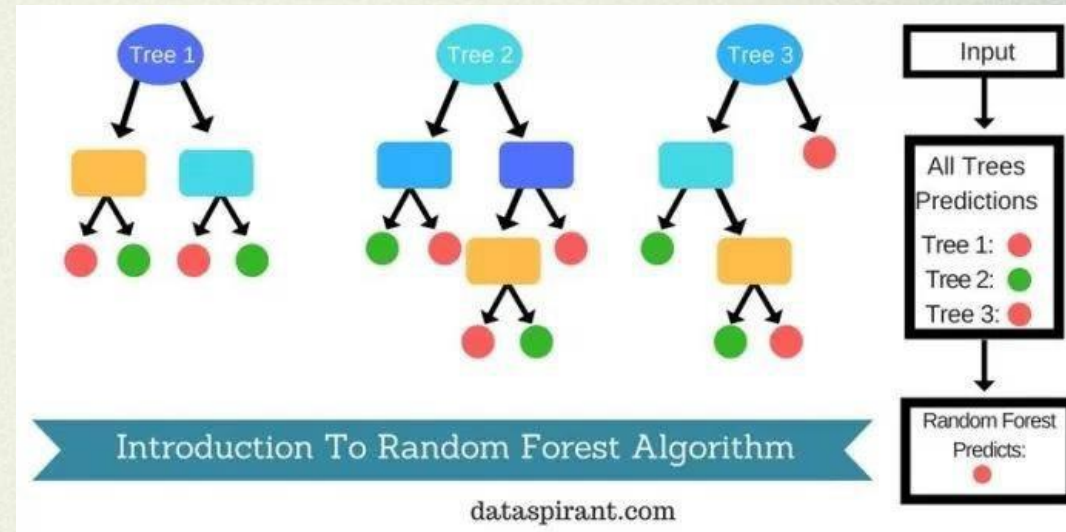 Tree 1
Tree 2
Tree 3
Input
All Trees
Predictions
Tree 1:
Tree 2:
Tree 3:
Random Forest
Predicts:
Introduction To Random Forest Algorithm
dataspirant.com